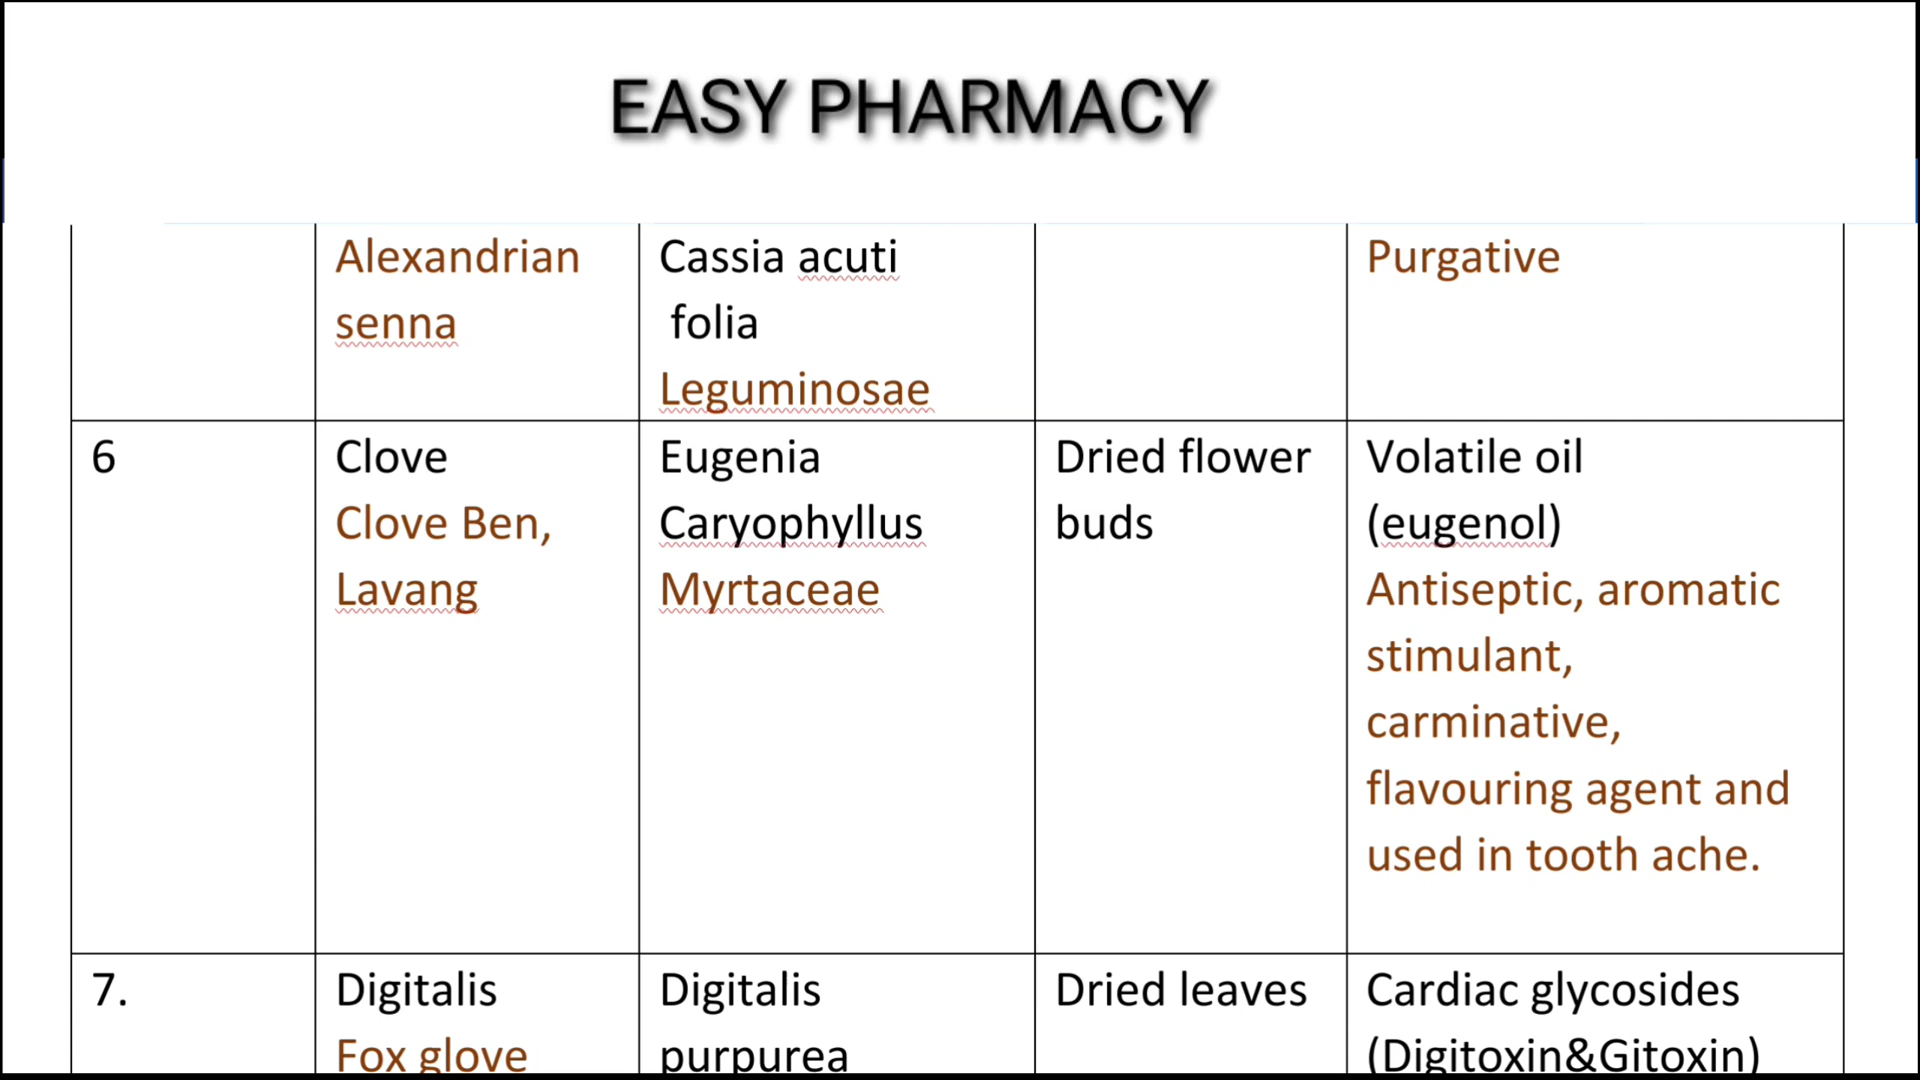 EASY PHARMACY
Alexandrian
senna
Cassia acuti
folia
Leguminosae
Purgative
6
Clove
Clove Ben,
Lavang
Eugenia
Caryophyllus
Myrtaceae
Dried flower
buds
Volatile oil
(eugenol)
Antiseptic, aromatic
stimulant,
carminative,
flavouring agent and
used in tooth ache.
7.
Digitalis
Fox glove
Digitalis
purpurea
Dried leaves
Cardiac glycosides
(Digitoxin&Gitoxin)